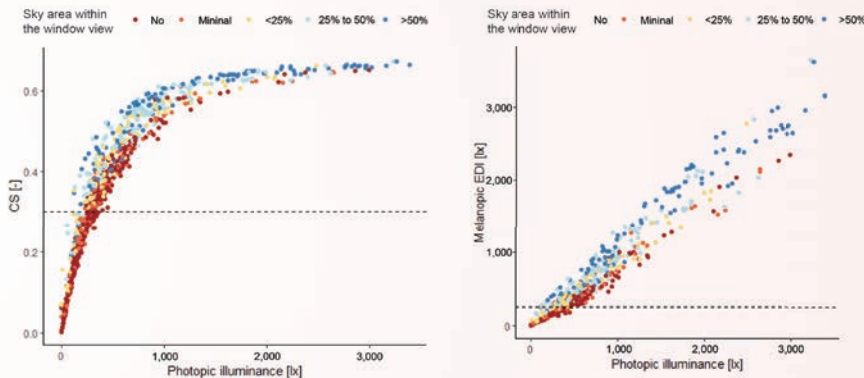 Sky area within
the window view
No Mininal <25% 25% to 50% >50%
CS [-]
0.6
0.4
0.2
0.0
0 1,000 2,000 3,000
Photopic illuminance [lx]
Sky area within
the window view
No Mininal <25% 25% to 50% >50%
Melanopic EDI [lx]
3,000
2,000
1,000
0
0 1,000 2,000 3,000
Photopic illuminance [lx]